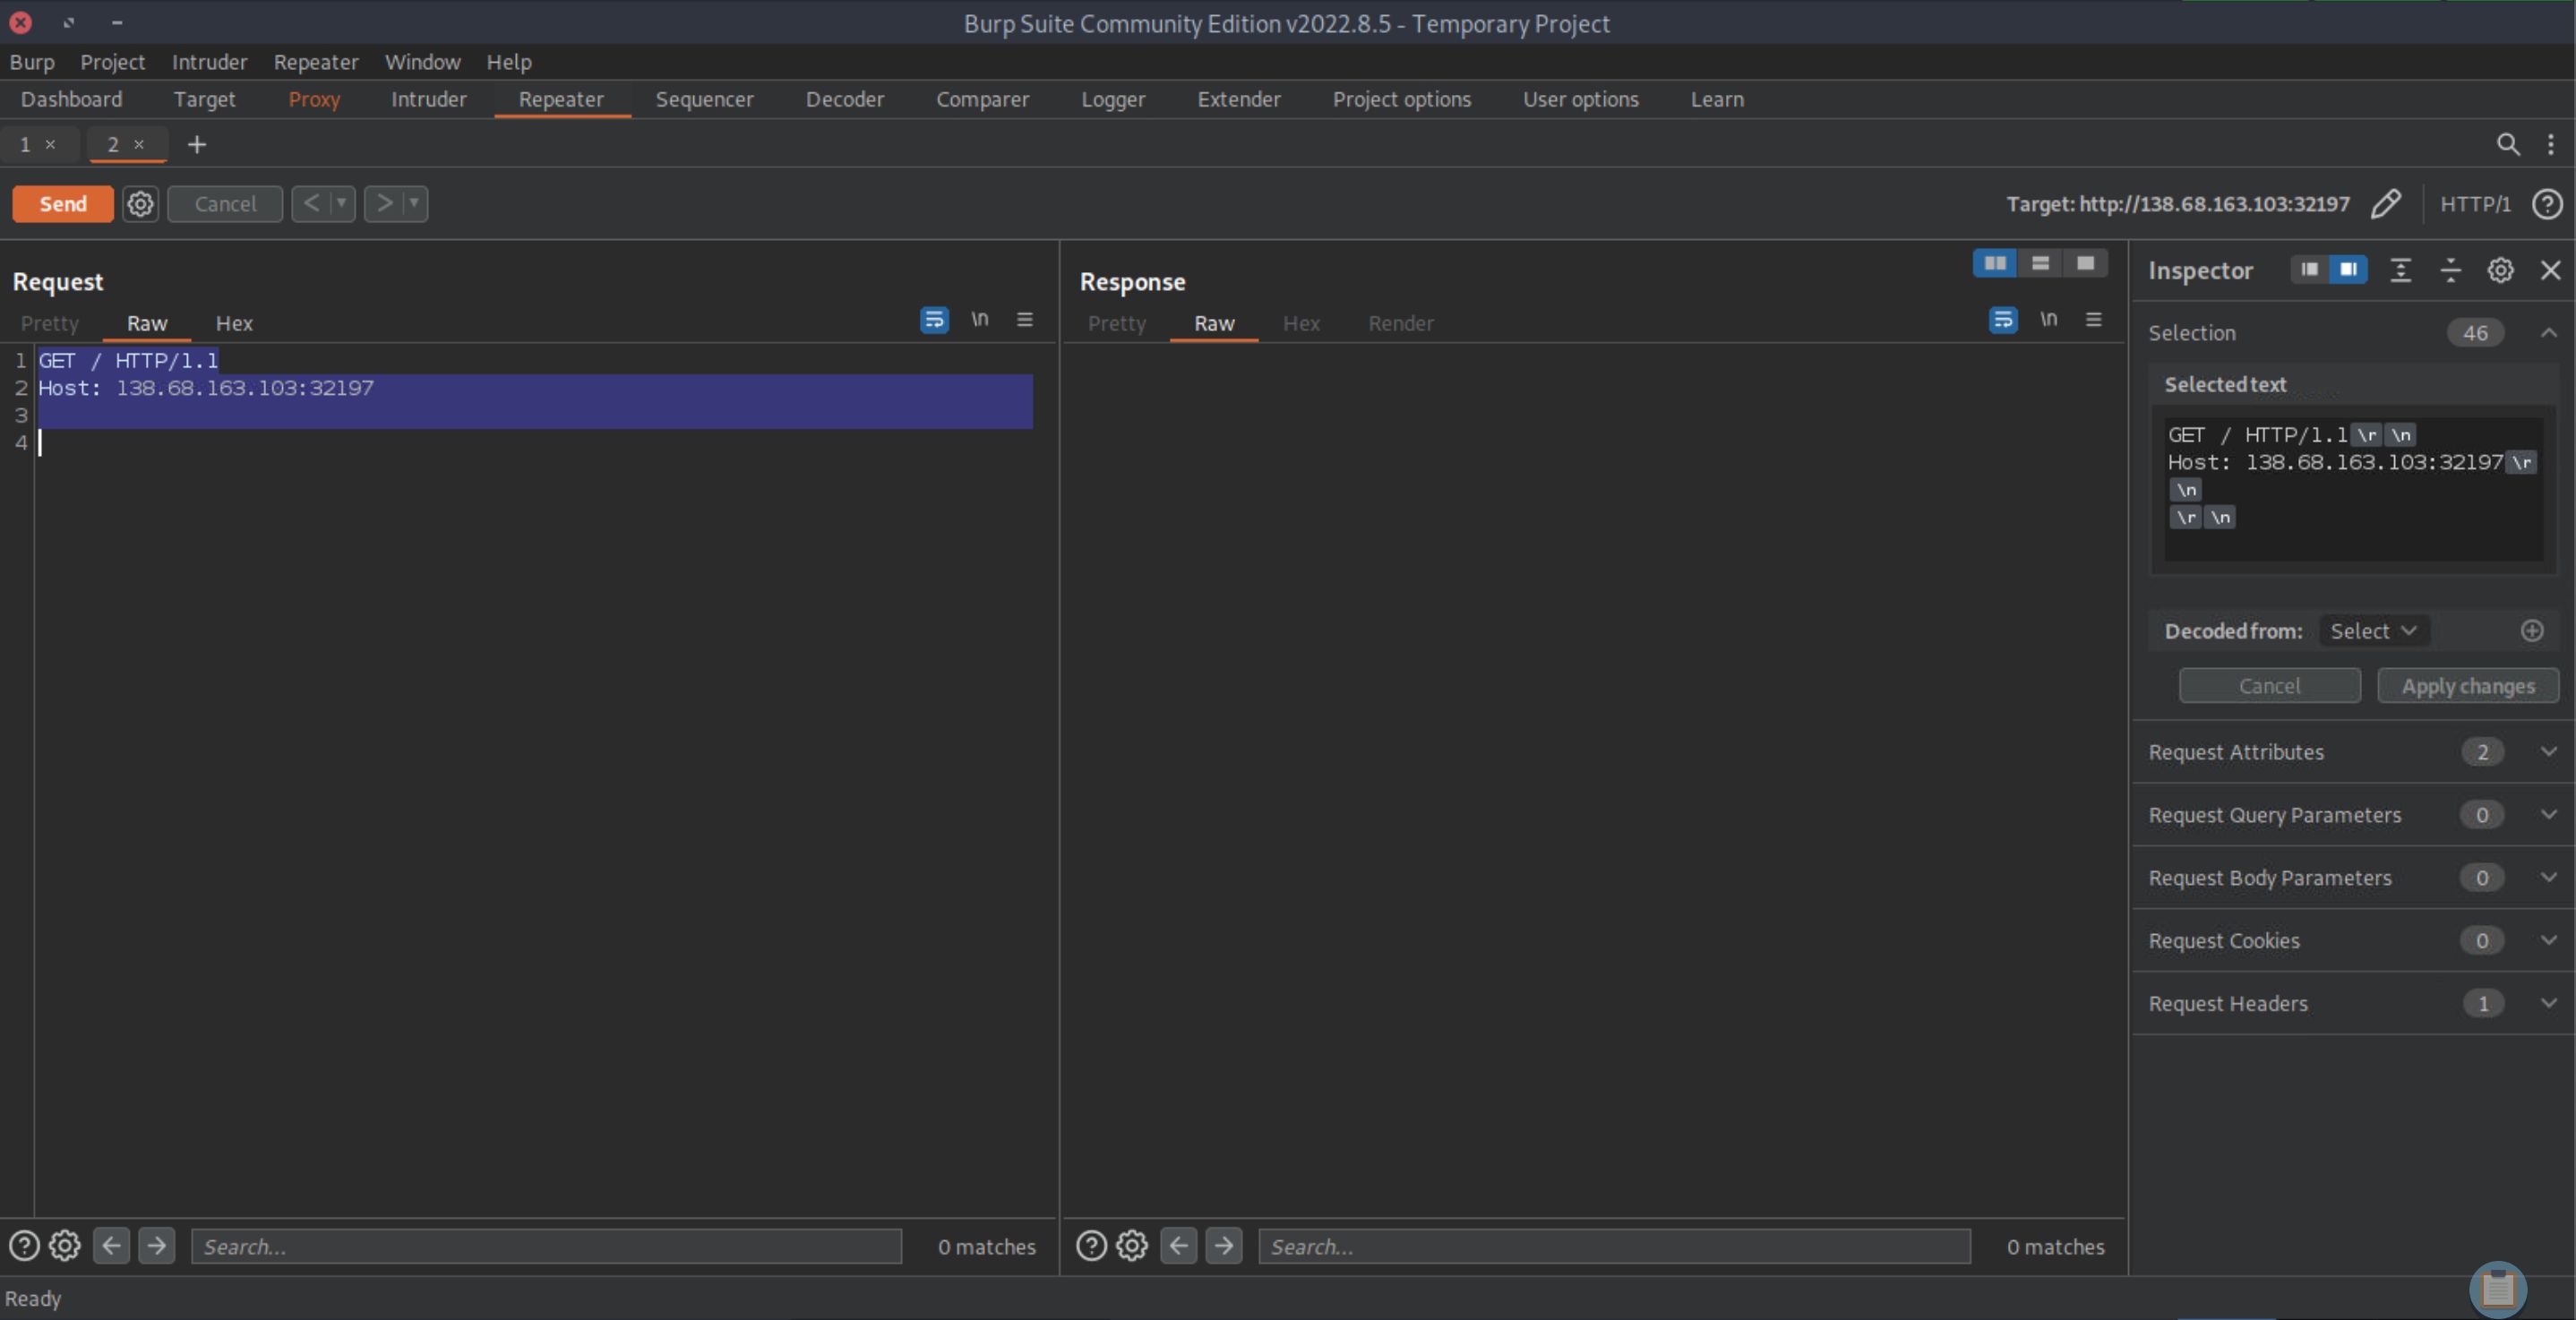 Burp Suite Community Edition v2022.8.5 - Temporary Project
Burp Project Intruder Repeater Window Help
Dashboard Target Proxy Intruder Repeater Sequencer Decoder Comparer Logger Extender Project options User options Learn
1 × 2 × +
Send Cancel < > Target: http://138.68.163.103:32197 HTTP/1 ?
Request
Pretty Raw Hex \n
1 GET / HTTP/1.1
2 Host: 138.68.163.103:32197
3
4
? Search... 0 matches
Response
Pretty Raw Hex Render \n
? Search... 0 matches
Inspector
Selection 46
Selected text
GET / HTTP/1.1 \r \n
Host: 138.68.163.103:32197 \r
\n
\r \n
Decoded from: Select
Cancel Apply changes
Request Attributes 2
Request Query Parameters 0
Request Body Parameters 0
Request Cookies 0
Request Headers 1
Ready